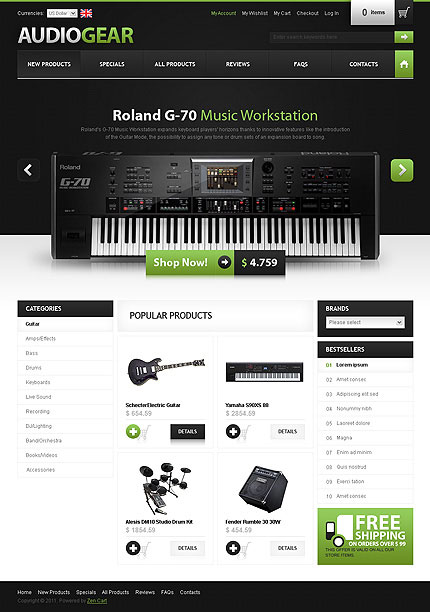 Currencies: US Dollar
My Account My Wishlist My Cart Checkout Log In
0 items
AUDIOGEAR
Enter search keywords here
NEW PRODUCTS SPECIALS ALL PRODUCTS REVIEWS FAQS CONTACTS
Roland G-70 Music Workstation
Roland's G-70 Music Workstation expands keyboard players' horizons thanks to innovative features like the introduction
of the Guitar Mode, the possibility to assign any tone or drum sets of an expansion board to song.
Roland
G-70
Shop Now! $ 4.759
CATEGORIES
Guitar
Amps/Effects
Bass
Drums
Keyboards
Live Sound
Recording
DJ/Lighting
Band/Orchestra
Books/Videos
Accessories
POPULAR PRODUCTS
SchecterElectric Guitar
$ 654.59
DETAILS
Yamaha S90XS 88
$ 2854.59
DETAILS
Alesis DM10 Studio Drum Kit
$ 1854.59
DETAILS
Fender Rumble 30 30W
$ 454.59
DETAILS
BRANDS
Please select
BESTSELLERS
01 Lorem ipsum
02 Amet consec
03 Adipiscing elit sed
04 Nonummy nibh
05 Laoreet dolore
06 Magna
07 Enim ad minim
08 Quis nostrud
09 Exerci tation
10 Amet consec
FREE
SHIPPING
ON ORDERS OVER $ 99
THIS OFFER IS VALID ON ALL OUR
STORE ITEMS.
Home New Products Specials All Products Reviews FAQs Contacts
Copyright © 2011. Powered by Zen Cart